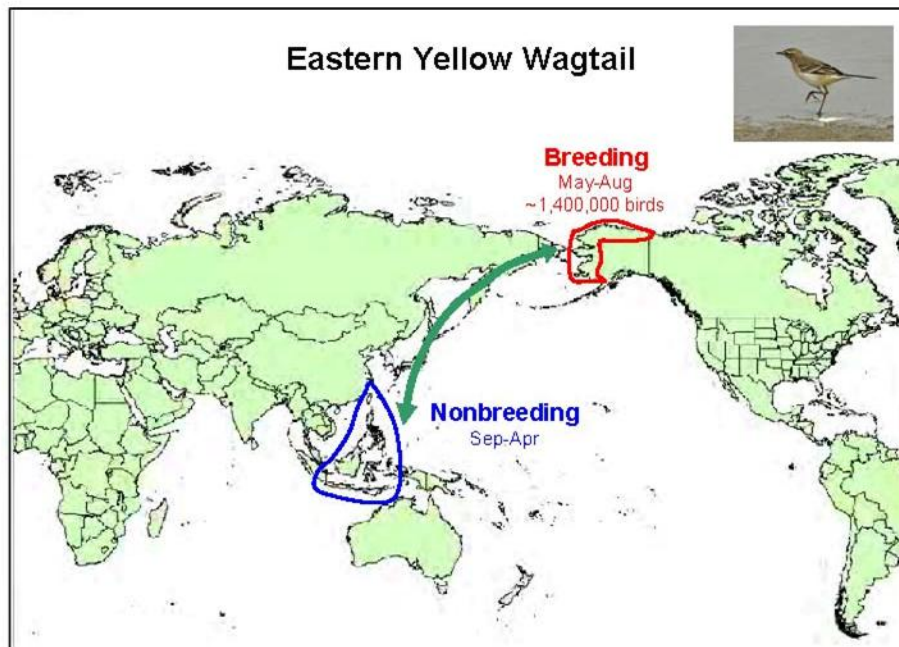 Eastern Yellow Wagtail
Breeding
May-Aug
~1,400,000 birds
Nonbreeding
Sep-Apr